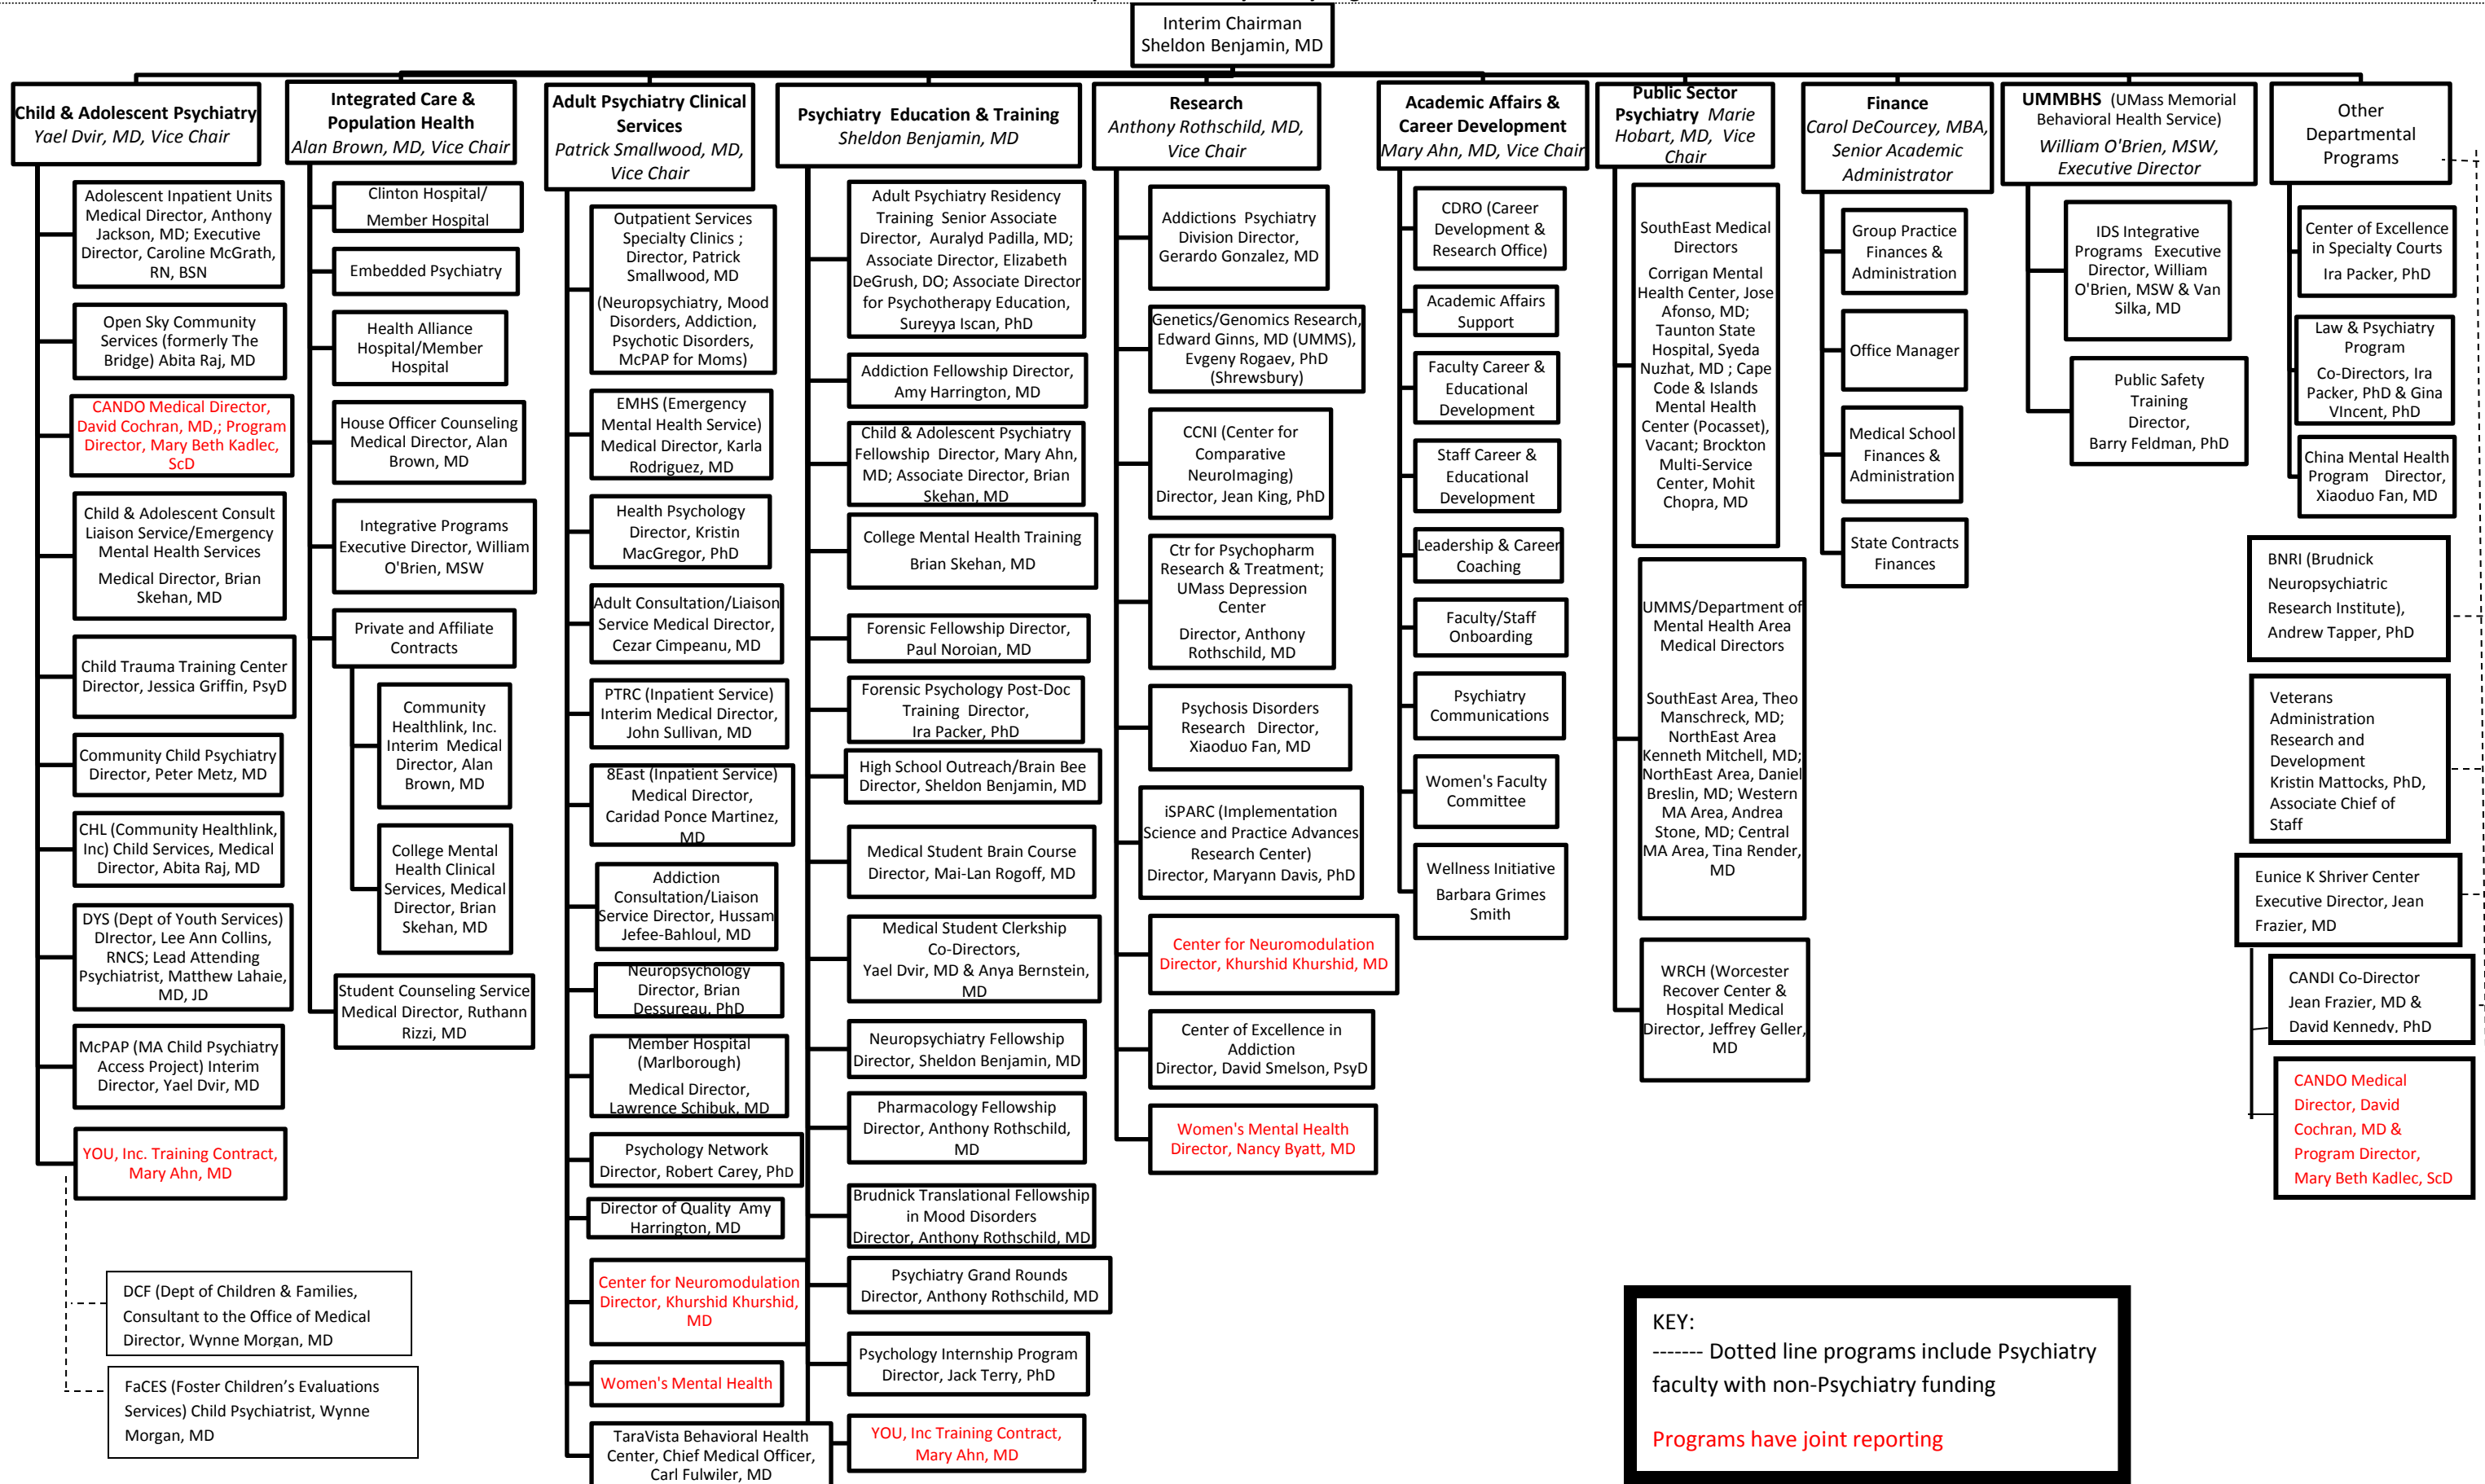 Interim Chairman
Sheldon Benjamin, MD
Child & Adolescent Psychiatry
Yael Dvir, MD, Vice Chair
Adolescent Inpatient Units
Medical Director, Anthony
Jackson, MD; Executive
Director, Caroline McGrath,
RN, BSN
Open Sky Community
Services (formerly The
Bridge) Abita Raj, MD
CANDO Medical Director,
David Cochran, MD,; Program
Director, Mary Beth Kadlec,
ScD
Child & Adolescent Consult
Liaison Service/Emergency
Mental Health Services
Medical Director, Brian
Skehan, MD
Child Trauma Training Center
Director, Jessica Griffin, PsyD
Community Child Psychiatry
Director, Peter Metz, MD
CHL (Community Healthlink,
Inc) Child Services, Medical
Director, Abita Raj, MD
DYS (Dept of Youth Services)
DIrector, Lee Ann Collins,
RNCS; Lead Attending
Psychiatrist, Matthew Lahaie,
MD, JD
McPAP (MA Child Psychiatry
Access Project) Interim
Director, Yael Dvir, MD
YOU, Inc. Training Contract,
Mary Ahn, MD
DCF (Dept of Children & Families,
Consultant to the Office of Medical
Director, Wynne Morgan, MD
FaCES (Foster Children's Evaluations
Services) Child Psychiatrist, Wynne
Morgan, MD
Integrated Care &
Population Health
Alan Brown, MD, Vice Chair
Clinton Hospital/
Member Hospital
Embedded Psychiatry
Health Alliance
Hospital/Member
Hospital
House Officer Counseling
Medical Director, Alan
Brown, MD
Integrative Programs
Executive Director, William
O'Brien, MSW
Private and Affiliate
Contracts
Community
Healthlink, Inc.
Interim Medical
Director, Alan
Brown, MD
College Mental
Health Clinical
Services, Medical
Director, Brian
Skehan, MD
Student Counseling Service
Medical Director, Ruthann
Rizzi, MD
Adult Psychiatry Clinical
Services
Patrick Smallwood, MD,
Vice Chair
Outpatient Services
Specialty Clinics ;
Director, Patrick
Smallwood, MD
(Neuropsychiatry, Mood
Disorders, Addiction,
Psychotic Disorders,
McPAP for Moms)
EMHS (Emergency
Mental Health Service)
Medical Director, Karla
Rodriguez, MD
Health Psychology
Director, Kristin
MacGregor, PhD
Adult Consultation/Liaison
Service Medical Director,
Cezar Cimpeanu, MD
PTRC (Inpatient Service)
Interim Medical Director,
John Sullivan, MD
8East (Inpatient Service)
Medical Director,
Caridad Ponce Martinez,
MD
Addiction
Consultation/Liaison
Service Director, Hussam
Jefee-Bahloul, MD
Neuropsychology
Director, Brian
Dessureau, PhD
Member Hospital
(Marlborough)
Medical Director,
Lawrence Schibuk, MD
Psychology Network
Director, Robert Carey, PhD
Director of Quality Amy
Harrington, MD
Center for Neuromodulation
Director, Khurshid Khurshid,
MD
Women's Mental Health
TaraVista Behavioral Health
Center, Chief Medical Officer,
Carl Fulwiler, MD
Psychiatry Education & Training
Sheldon Benjamin, MD
Adult Psychiatry Residency
Training Senior Associate
Director, Auralyd Padilla, MD;
Associate Director, Elizabeth
DeGrush, DO; Associate Director
for Psychotherapy Education,
Sureyya Iscan, PhD
Addiction Fellowship Director,
Amy Harrington, MD
Child & Adolescent Psychiatry
Fellowship Director, Mary Ahn,
MD; Associate Director, Brian
Skehan, MD
College Mental Health Training
Brian Skehan, MD
Forensic Fellowship Director,
Paul Noroian, MD
Forensic Psychology Post-Doc
Training Director,
Ira Packer, PhD
High School Outreach/Brain Bee
Director, Sheldon Benjamin, MD
Medical Student Brain Course
Director, Mai-Lan Rogoff, MD
Medical Student Clerkship
Co-Directors,
Yael Dvir, MD & Anya Bernstein,
MD
Neuropsychiatry Fellowship
Director, Sheldon Benjamin, MD
Pharmacology Fellowship
Director, Anthony Rothschild,
MD
Brudnick Translational Fellowship
in Mood Disorders
Director, Anthony Rothschild, MD
Psychiatry Grand Rounds
Director, Anthony Rothschild, MD
Psychology Internship Program
Director, Jack Terry, PhD
YOU, Inc Training Contract,
Mary Ahn, MD
Research
Anthony Rothschild, MD,
Vice Chair
Addictions Psychiatry
Division Director,
Gerardo Gonzalez, MD
Genetics/Genomics Research,
Edward Ginns, MD (UMMS),
Evgeny Rogaev, PhD
(Shrewsbury)
CCNI (Center for
Comparative
NeuroImaging)
Director, Jean King, PhD
Ctr for Psychopharm
Research & Treatment;
UMass Depression
Center
Director, Anthony
Rothschild, MD
Psychosis Disorders
Research Director,
Xiaoduo Fan, MD
iSPARC (Implementation
Science and Practice Advances
Research Center)
Director, Maryann Davis, PhD
Center for Neuromodulation
Director, Khurshid Khurshid, MD
Center of Excellence in
Addiction
Director, David Smelson, PsyD
Women's Mental Health
Director, Nancy Byatt, MD
Academic Affairs &
Career Development
Mary Ahn, MD, Vice Chair
CDRO (Career
Development &
Research Office)
Academic Affairs
Support
Faculty Career &
Educational
Development
Staff Career &
Educational
Development
Leadership & Career
Coaching
Faculty/Staff
Onboarding
Psychiatry
Communications
Women's Faculty
Committee
Wellness Initiative
Barbara Grimes
Smith
Public Sector
Psychiatry Marie
Hobart, MD, Vice
Chair
SouthEast Medical
Directors
Corrigan Mental
Health Center, Jose
Afonso, MD;
Taunton State
Hospital, Syeda
Nuzhat, MD ; Cape
Code & Islands
Mental Health
Center (Pocasset),
Vacant; Brockton
Multi-Service
Center, Mohit
Chopra, MD
UMMS/Department of
Mental Health Area
Medical Directors
SouthEast Area, Theo
Manschreck, MD;
NorthEast Area
Kenneth Mitchell, MD;
NorthEast Area, Daniel
Breslin, MD; Western
MA Area, Andrea
Stone, MD; Central
MA Area, Tina Render,
MD
WRCH (Worcester
Recover Center &
Hospital Medical
Director, Jeffrey Geller,
MD
Finance
Carol DeCourcey, MBA,
Senior Academic
Administrator
Group Practice
Finances &
Administration
Office Manager
Medical School
Finances &
Administration
State Contracts
Finances
UMMBHS (UMass Memorial
Behavioral Health Service)
William O'Brien, MSW,
Executive Director
IDS Integrative
Programs Executive
Director, William
O'Brien, MSW & Van
Silka, MD
Public Safety
Training
Director,
Barry Feldman, PhD
Other
Departmental
Programs
Center of Excellence
in Specialty Courts
Ira Packer, PhD
Law & Psychiatry
Program
Co-Directors, Ira
Packer, PhD & Gina
VIncent, PhD
China Mental Health
Program Director,
Xiaoduo Fan, MD
BNRI (Brudnick
Neuropsychiatric
Research Institute),
Andrew Tapper, PhD
Veterans
Administration
Research and
Development
Kristin Mattocks, PhD,
Associate Chief of
Staff
Eunice K Shriver Center
Executive Director, Jean
Frazier, MD
CANDI Co-Director
Jean Frazier, MD &
David Kennedy, PhD
CANDO Medical
Director, David
Cochran, MD &
Program Director,
Mary Beth Kadlec, ScD
KEY:
------- Dotted line programs include Psychiatry
faculty with non-Psychiatry funding
Programs have joint reporting